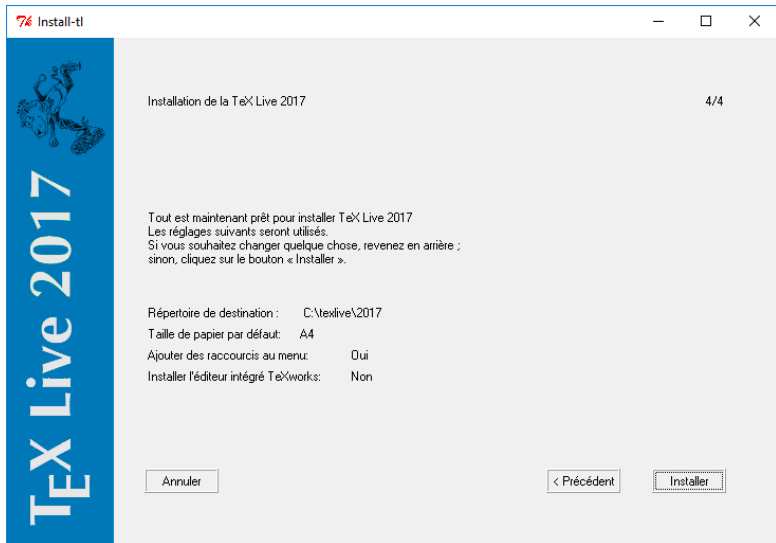 Install-tl
TEX Live 2017
Installation de la TeX Live 2017 4/4
Tout est maintenant prêt pour installer TeX Live 2017
Les réglages suivants seront utilisés.
Si vous souhaitez changer quelque chose, revenez en arrière ;
sinon, cliquez sur le bouton « Installer ».
Répertoire de destination : C:\texlive\2017
Taille de papier par défaut: A4
Ajouter des raccourcis au menu: Oui
Installer l'éditeur intégré TeXworks: Non
Annuler < Précédent Installer